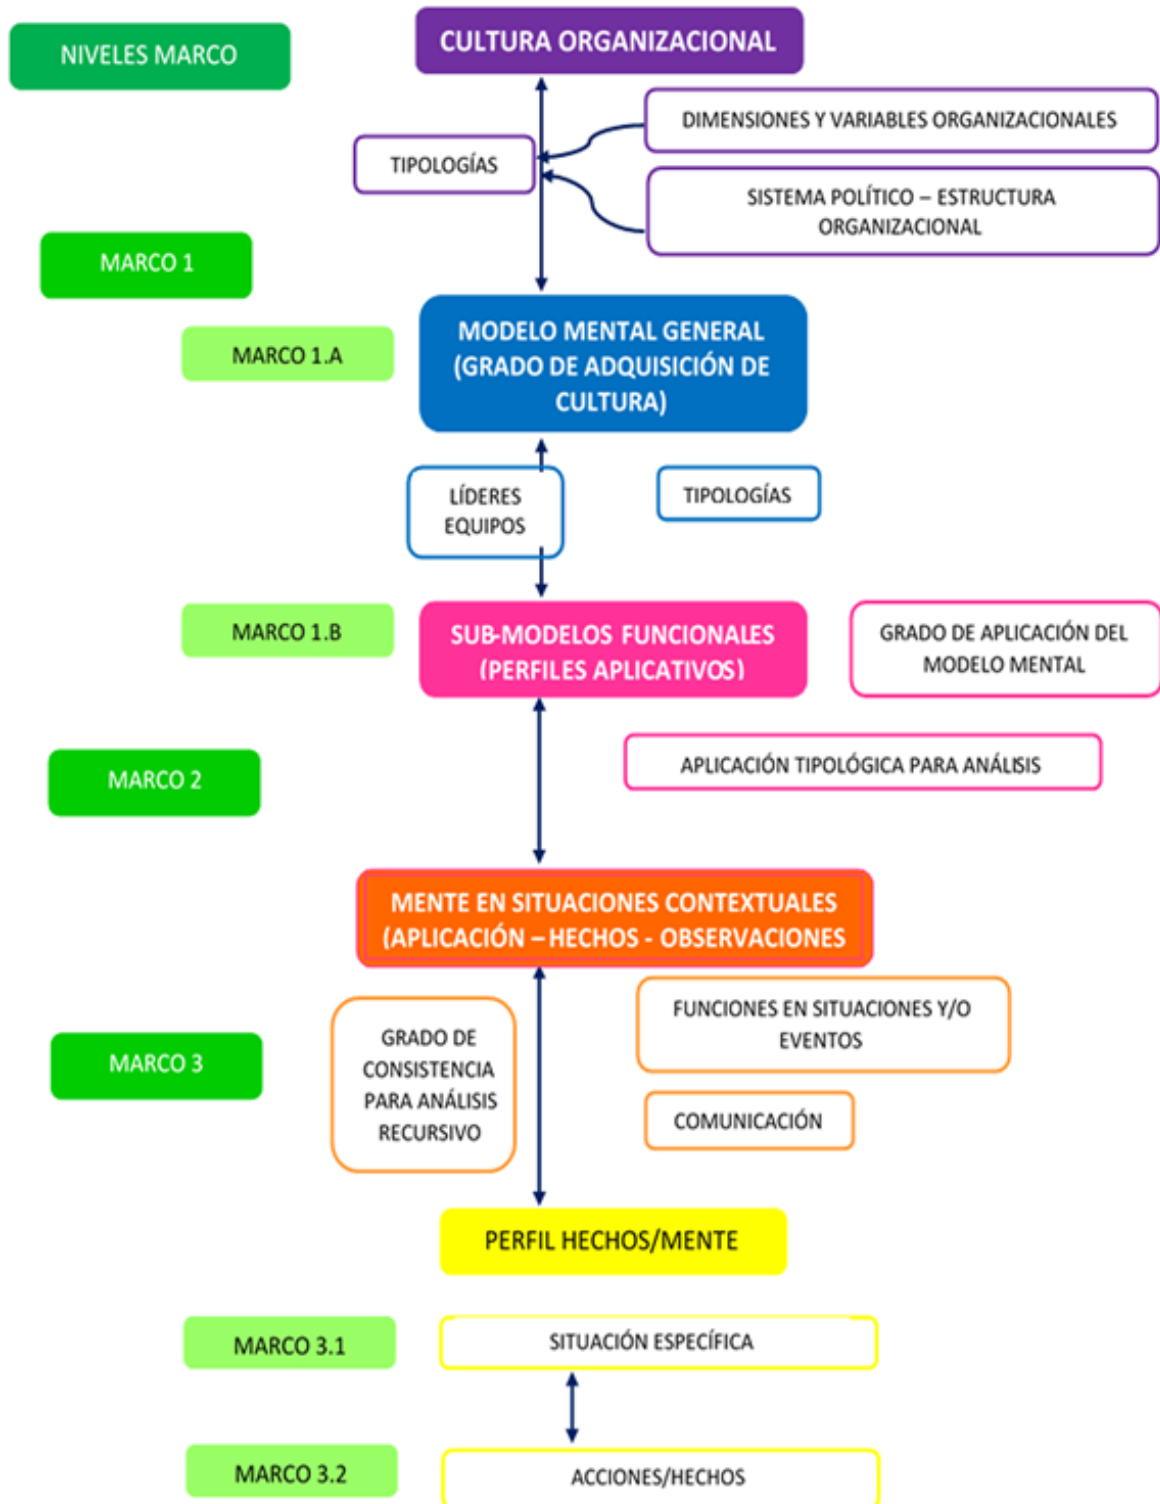 NIVELES MARCO
CULTURA ORGANIZACIONAL
DIMENSIONES Y VARIABLES ORGANIZACIONALES
TIPOLOGÍAS
SISTEMA POLÍTICO – ESTRUCTURA
ORGANIZACIONAL
MARCO 1
MODELO MENTAL GENERAL
(GRADO DE ADQUISICIÓN DE
CULTURA)
MARCO 1.A
LÍDERES
EQUIPOS
TIPOLOGÍAS
MARCO 1.B
SUB-MODELOS FUNCIONALES
(PERFILES APLICATIVOS)
GRADO DE APLICACIÓN DEL
MODELO MENTAL
MARCO 2
APLICACIÓN TIPOLÓGICA PARA ANÁLISIS
MENTE EN SITUACIONES CONTEXTUALES
(APLICACIÓN – HECHOS - OBSERVACIONES
MARCO 3
GRADO DE
CONSISTENCIA
PARA ANÁLISIS
RECURSIVO
FUNCIONES EN SITUACIONES Y/O
EVENTOS
COMUNICACIÓN
PERFIL HECHOS/MENTE
MARCO 3.1
SITUACIÓN ESPECÍFICA
MARCO 3.2
ACCIONES/HECHOS